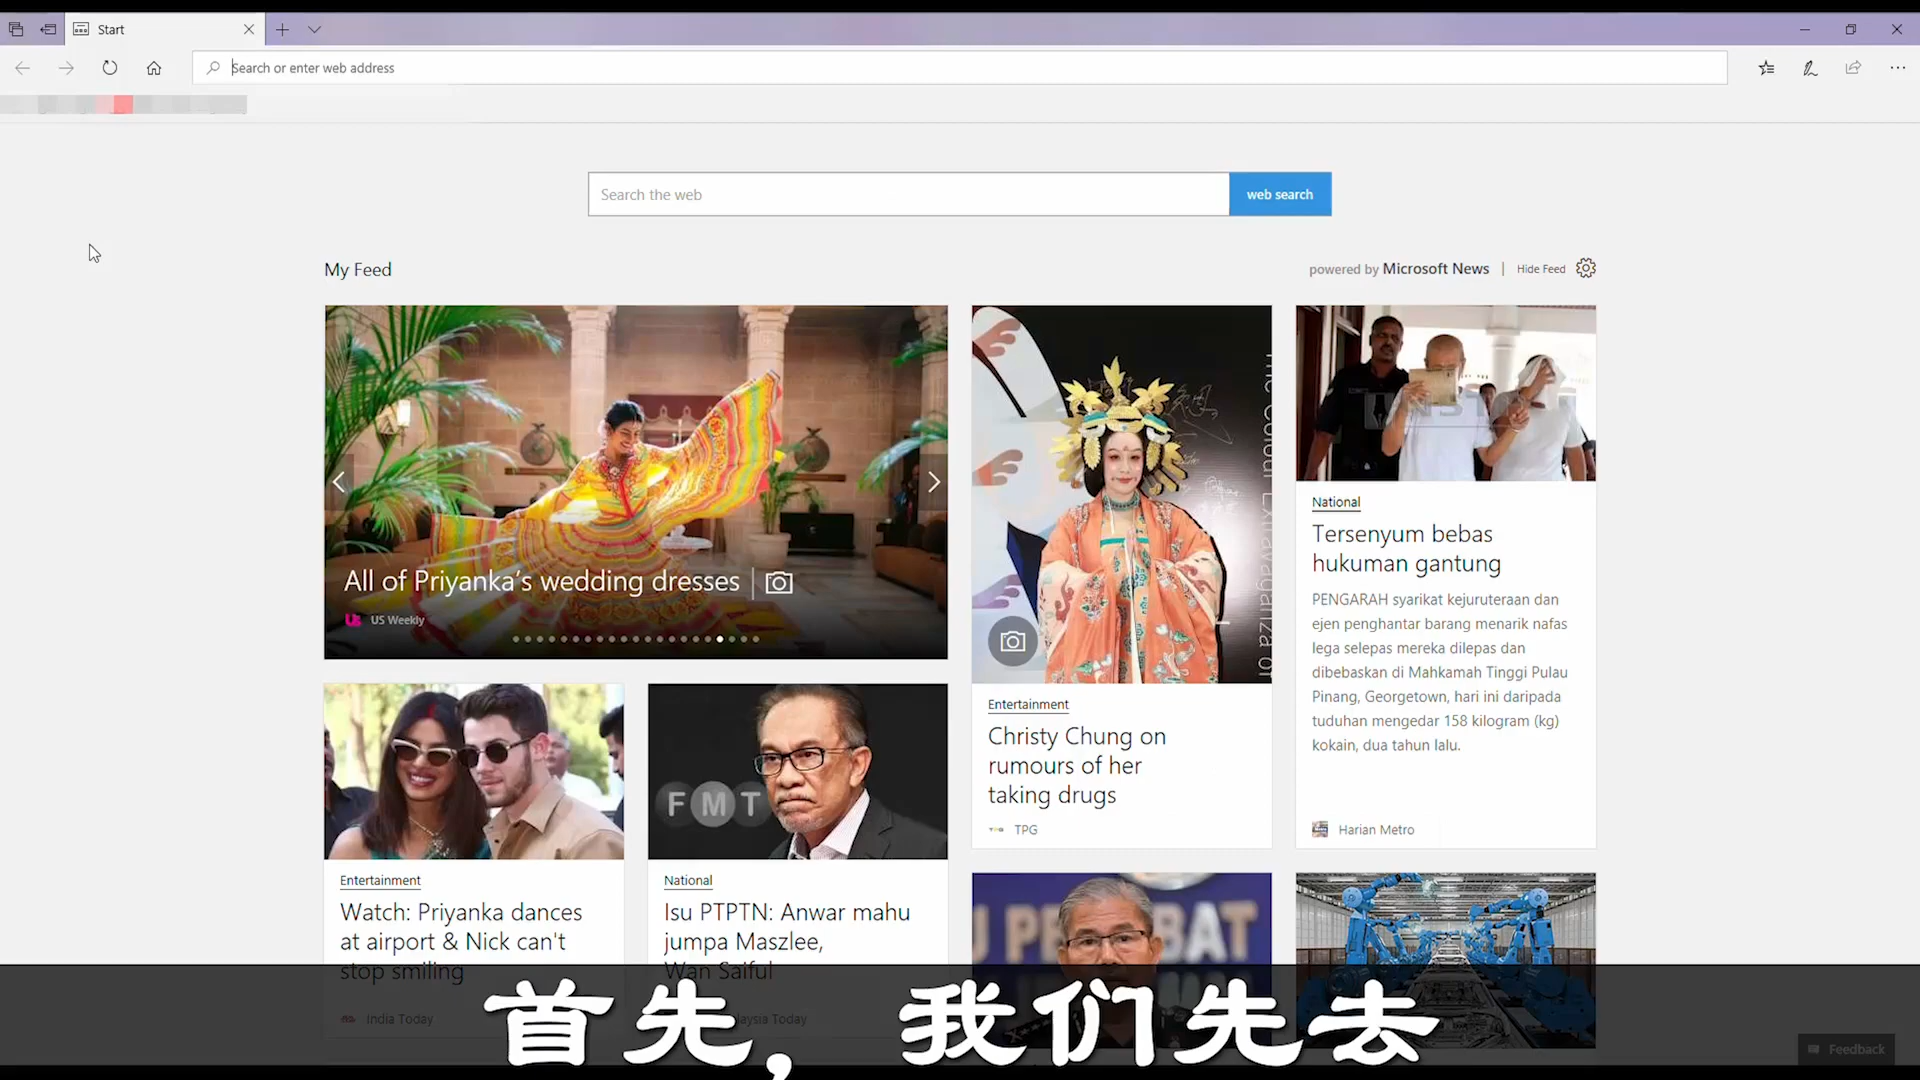 Start
Search or enter web address
Search the web
web search
My Feed
powered by Microsoft News | Hide Feed
All of Priyanka's wedding dresses
US Weekly
Entertainment
Christy Chung on
rumours of her
taking drugs
TPG
National
Tersenyum bebas
hukuman gantung
PENGARAH syarikat kejuruteraan dan
ejen penghantar barang menarik nafas
lega selepas mereka dilepas dan
dibebaskan di Mahkamah Tinggi Pulau
Pinang, Georgetown, hari ini daripada
tuduhan mengedar 158 kilogram (kg)
kokain, dua tahun lalu.
Harian Metro
FMT
Entertainment
Watch: Priyanka dances
at airport & Nick can't
stop smiling
India Today
National
Isu PTPTN: Anwar mahu
jumpa Maszlee,
Wan Saiful
Today
首先，我们先去
Feedback